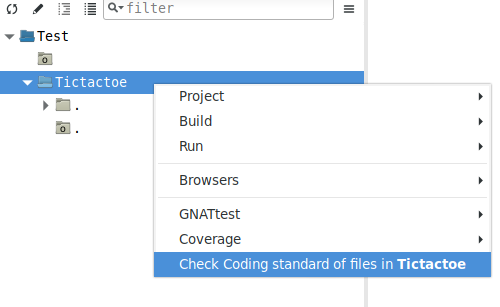 filter
Test
Tictactoe
.
.
Project
Build
Run
Browsers
GNATtest
Coverage
Check Coding standard of files in Tictactoe